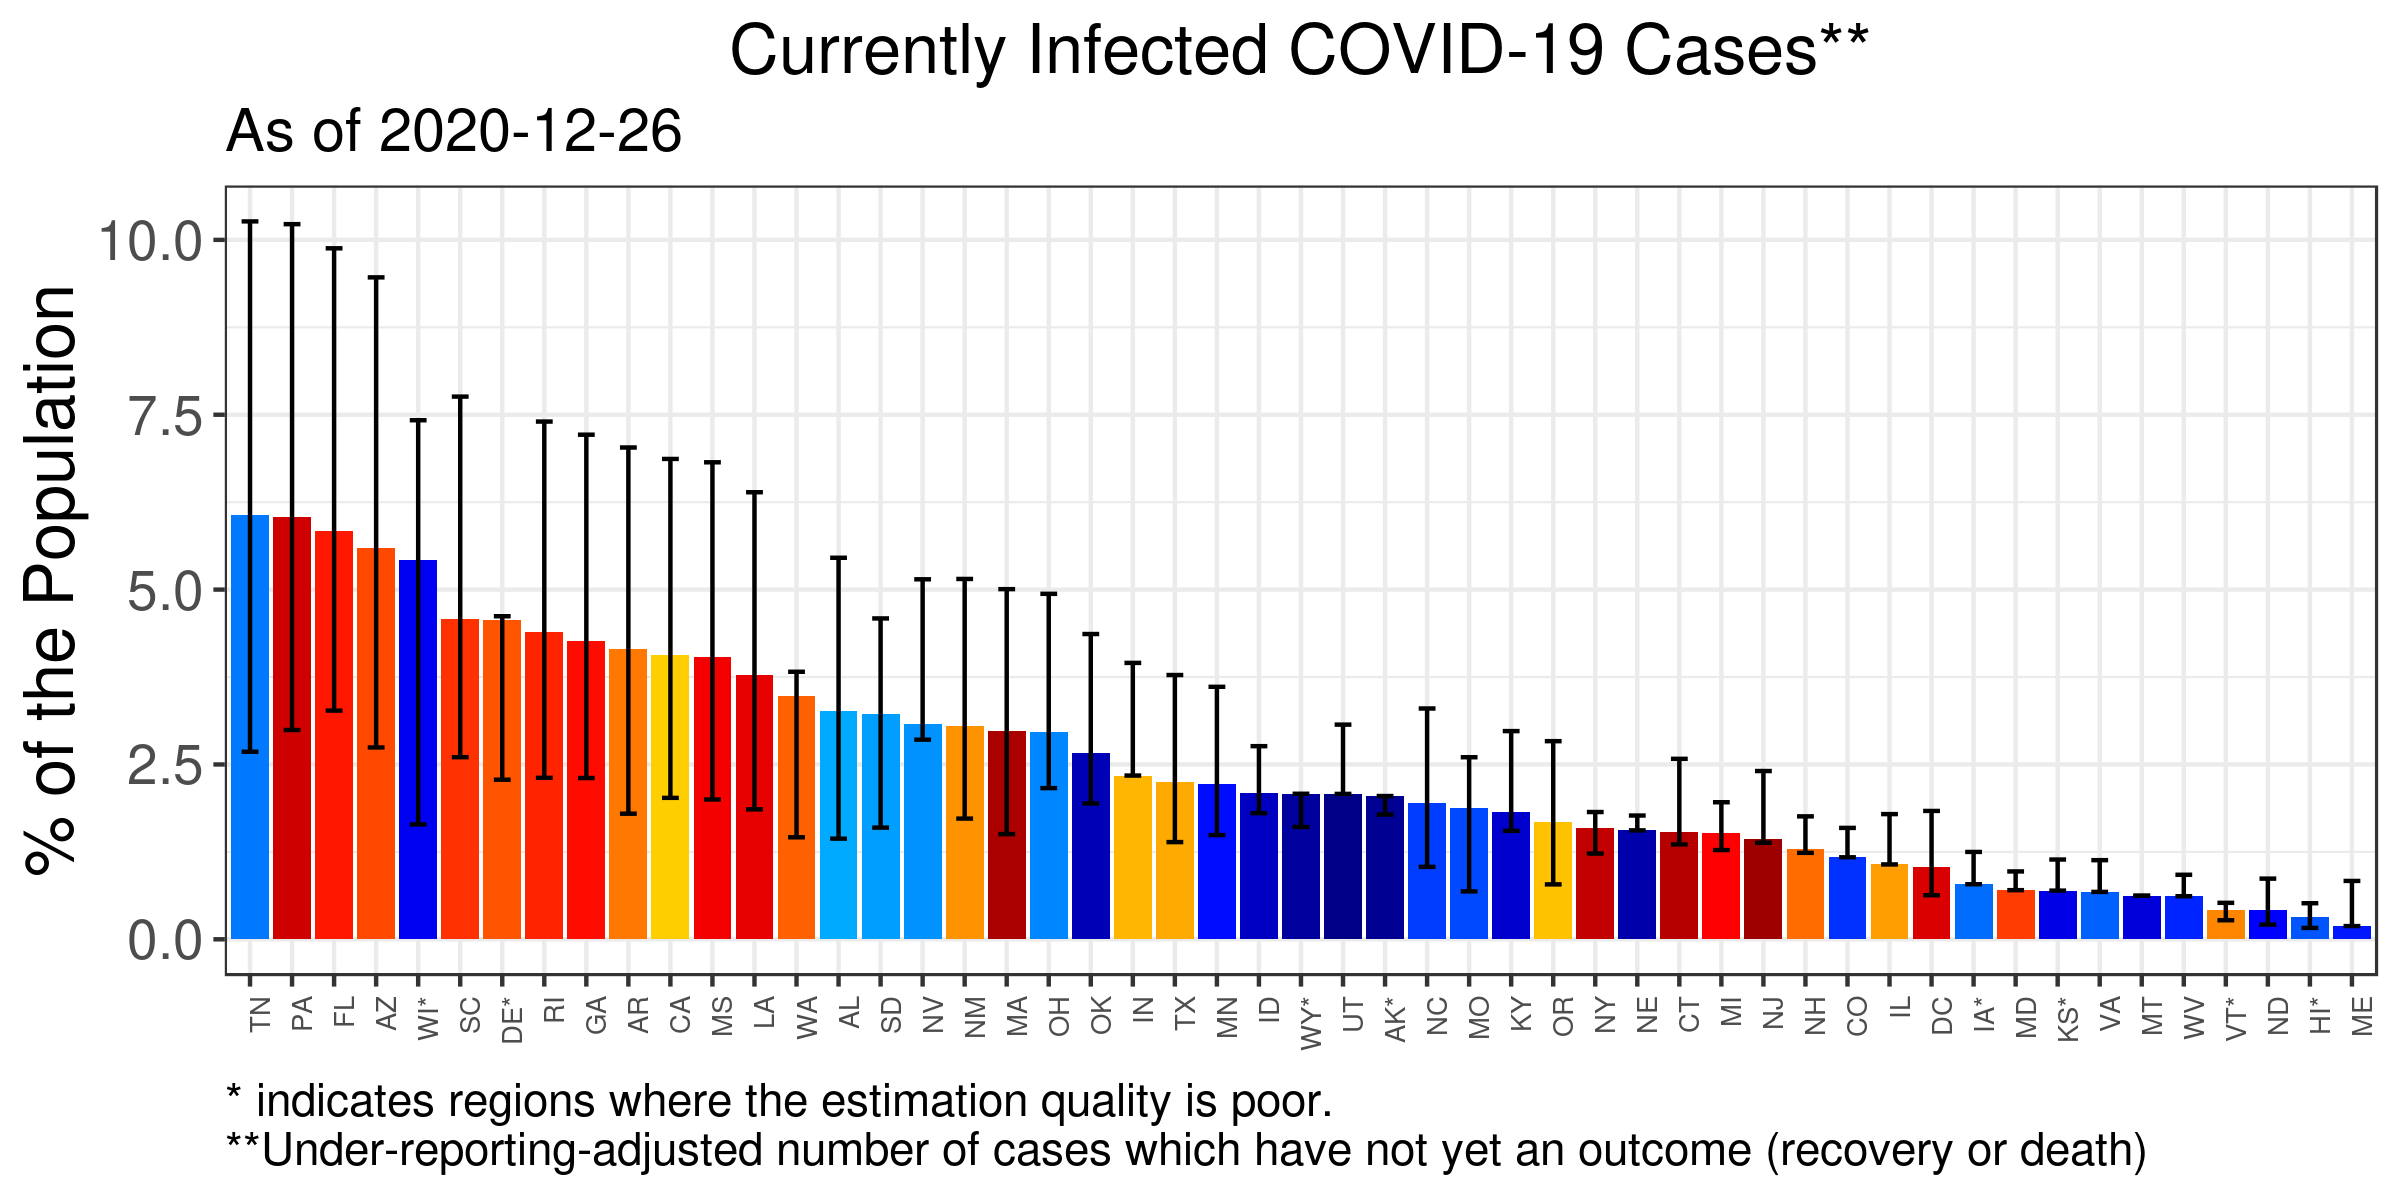 Currently Infected COVID-19 Cases**
As of 2020-12-26
% of the Population
10.0
7.5
5.0
2.5
0.0
TN PA FL AZ WI* SC DE* RI GA AR CA MS LA WA AL SD NV NM MA OH OK IN TX MN ID WY* UT AK* NC MO KY OR NY NE CT MI NJ NH CO IL DC IA* MD KS* VA MT WV VT* ND HI* ME
* indicates regions where the estimation quality is poor.
**Under-reporting-adjusted number of cases which have not yet an outcome (recovery or death)